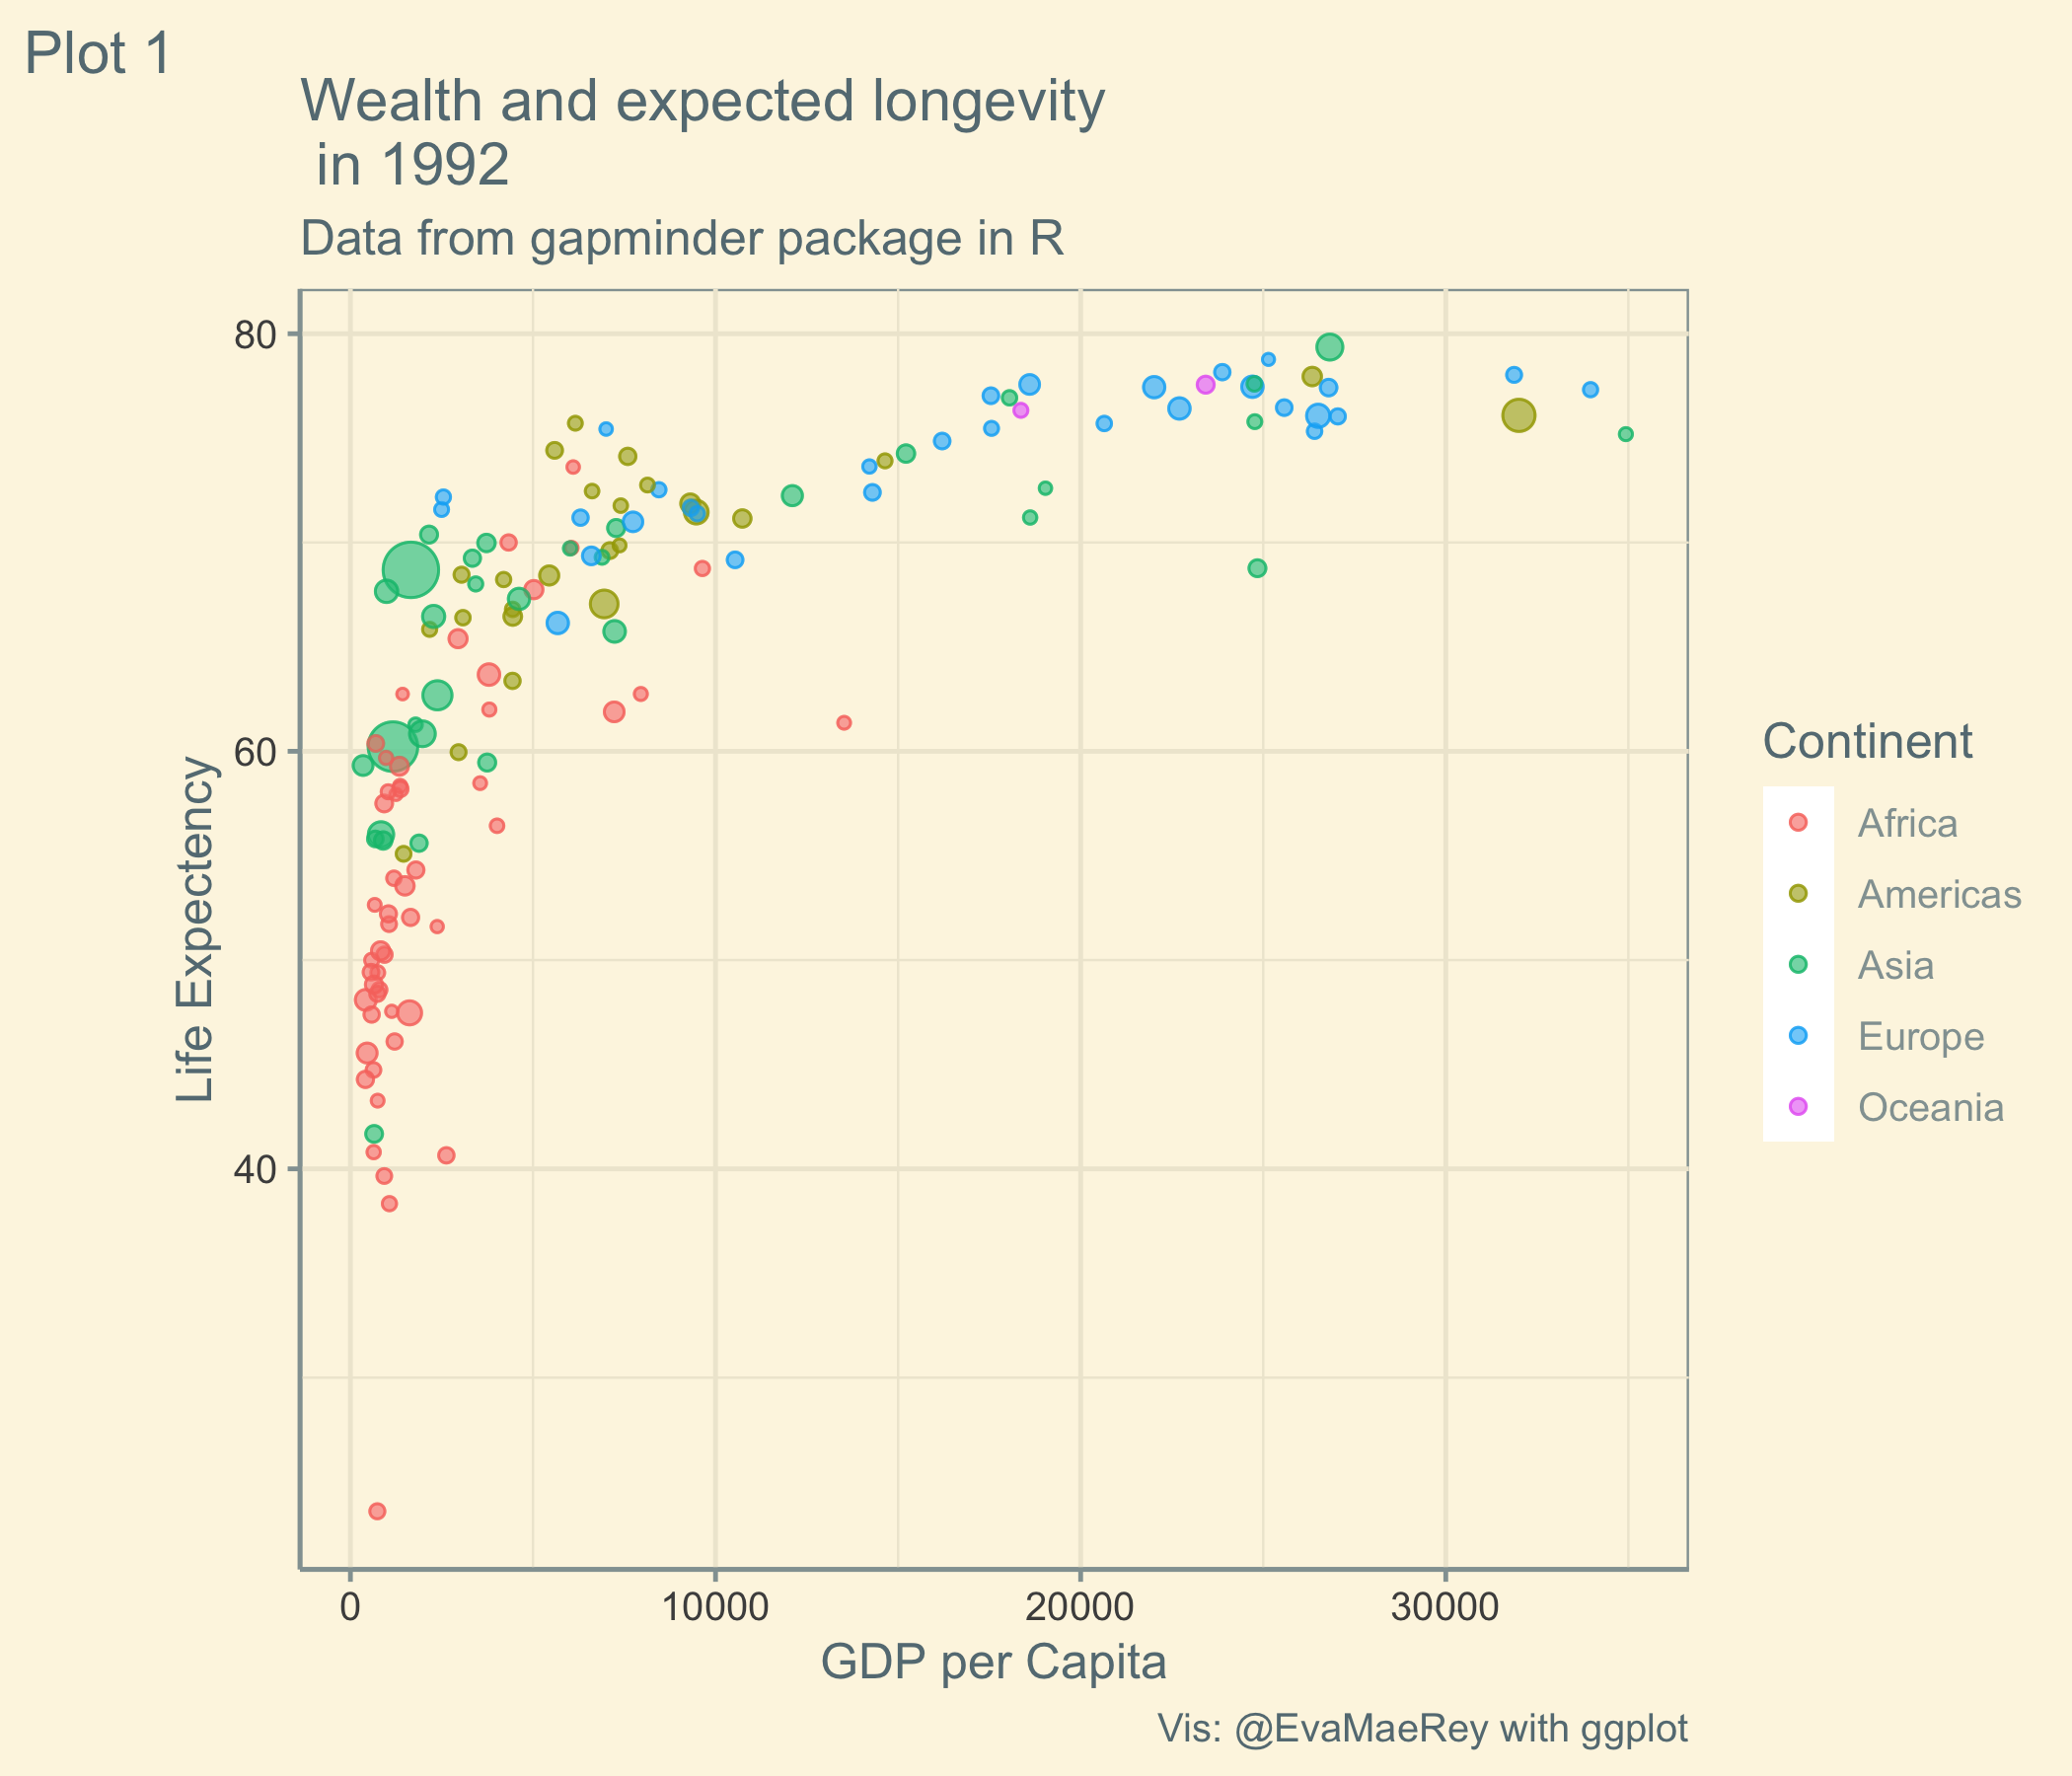 Plot 1
Wealth and expected longevity
in 1992
Data from gapminder package in R
80
60
40
Life Expectency
0 10000 20000 30000
GDP per Capita
Continent
Africa
Americas
Asia
Europe
Oceania
Vis: @EvaMaeRey with ggplot